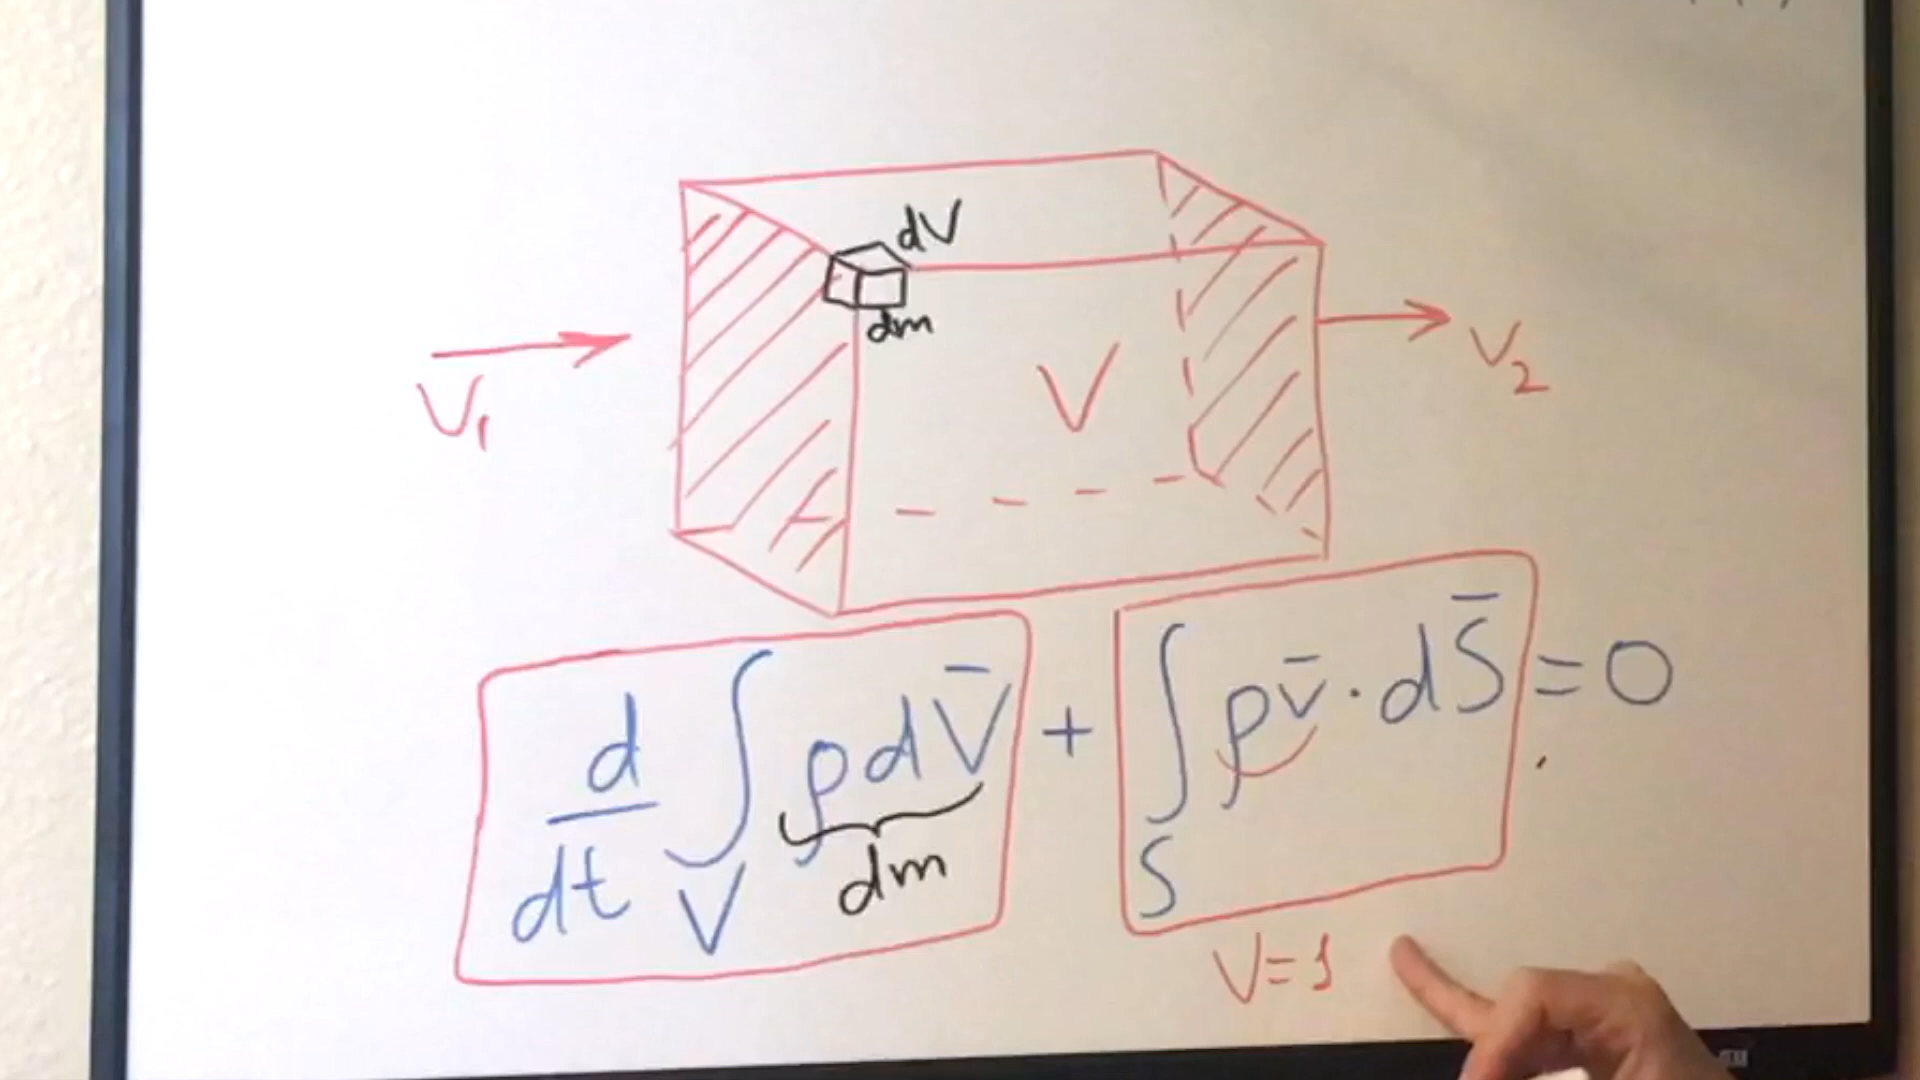 dV
dm
V₁
V
V₂
d/dt ∫_V ρ dV̄ + ∫_S ρv̄ · dS̄ = 0
dm
V=1